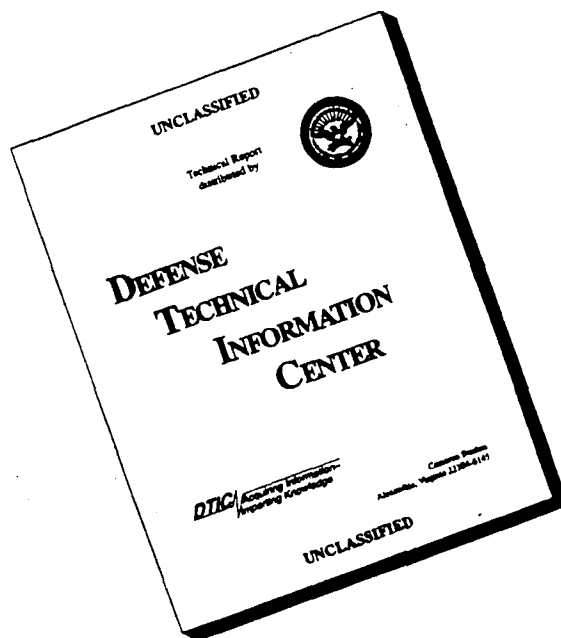 UNCLASSIFIED
Technical Report
distributed by
DEFENSE
TECHNICAL
INFORMATION
CENTER
DTIC Acquiring Information-
Imparting Knowledge
Cameron Station
Alexandria, Virginia 22304-6145
UNCLASSIFIED